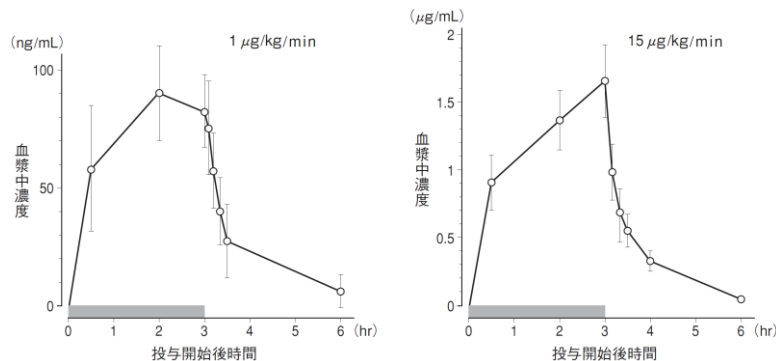 (ng/mL)
1 μg/kg/min
100
50
0
血漿中濃度
0 1 2 3 4 5 6 (hr)
投与開始後時間
(μg/mL)
15 μg/kg/min
2
1.5
1
0.5
0
血漿中濃度
0 1 2 3 4 5 6 (hr)
投与開始後時間